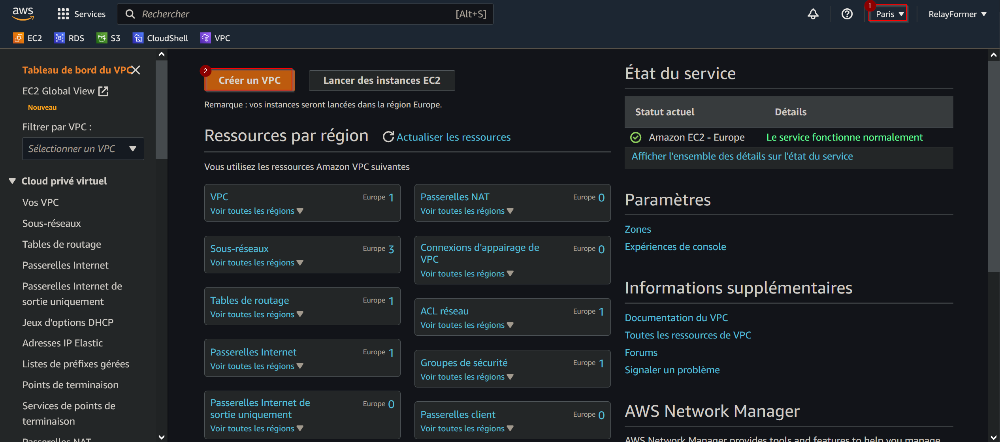 aws
Services
Rechercher
[Alt+S]
1
Paris
RelayFormer
EC2
RDS
S3
CloudShell
VPC
Tableau de bord du VPC
EC2 Global View
Nouveau
Filtrer par VPC :
Sélectionner un VPC
Cloud privé virtuel
Vos VPC
Sous-réseaux
Tables de routage
Passerelles Internet
Passerelles Internet de
sortie uniquement
Jeux d'options DHCP
Adresses IP Elastic
Listes de préfixes gérées
Points de terminaison
Services de points de
terminaison
Passerelles NAT
2
Créer un VPC
Lancer des instances EC2
Remarque : vos instances seront lancées dans la région Europe.
Ressources par région
Actualiser les ressources
Vous utilisez les ressources Amazon VPC suivantes
VPC
Europe 1
Voir toutes les régions
Sous-réseaux
Europe 3
Voir toutes les régions
Tables de routage
Europe 1
Voir toutes les régions
Passerelles Internet
Europe 1
Voir toutes les régions
Passerelles Internet de
sortie uniquement
Europe 0
Voir toutes les régions
Passerelles NAT
Europe 0
Voir toutes les régions
Connexions d'appairage de
VPC
Europe 0
Voir toutes les régions
ACL réseau
Europe 1
Voir toutes les régions
Groupes de sécurité
Europe 1
Voir toutes les régions
Passerelles client
Europe 0
Voir toutes les régions
État du service
Statut actuel
Détails
Amazon EC2 - Europe
Le service fonctionne normalement
Afficher l'ensemble des détails sur l'état du service
Paramètres
Zones
Expériences de console
Informations supplémentaires
Documentation du VPC
Toutes les ressources de VPC
Forums
Signaler un problème
AWS Network Manager
AWS Network Manager provides tools and features to help you manage